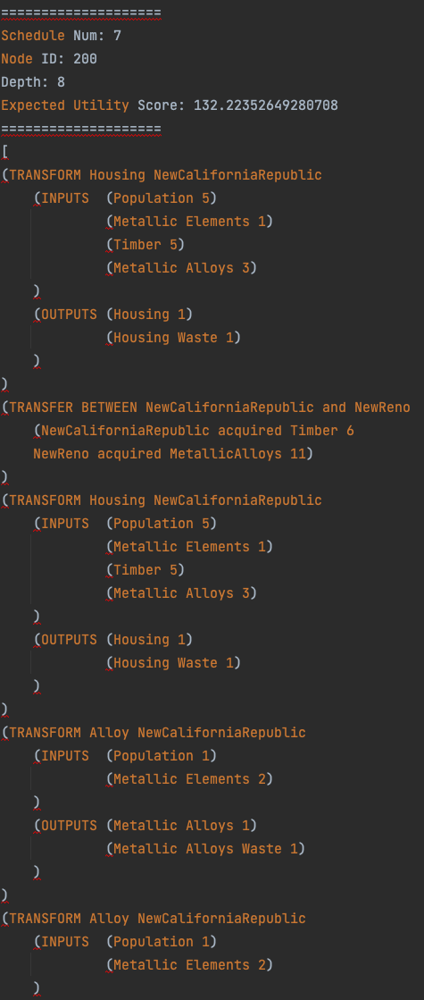 ====================
Schedule Num: 7
Node ID: 200
Depth: 8
Expected Utility Score: 132.22352649280708
====================
[
(TRANSFORM Housing NewCaliforniaRepublic
    (INPUTS  (Population 5)
             (Metallic Elements 1)
             (Timber 5)
             (Metallic Alloys 3)
    )
    (OUTPUTS (Housing 1)
             (Housing Waste 1)
    )
)
(TRANSFER BETWEEN NewCaliforniaRepublic and NewReno
    (NewCaliforniaRepublic acquired Timber 6
    NewReno acquired MetallicAlloys 11)
)
(TRANSFORM Housing NewCaliforniaRepublic
    (INPUTS  (Population 5)
             (Metallic Elements 1)
             (Timber 5)
             (Metallic Alloys 3)
    )
    (OUTPUTS (Housing 1)
             (Housing Waste 1)
    )
)
(TRANSFORM Alloy NewCaliforniaRepublic
    (INPUTS  (Population 1)
             (Metallic Elements 2)
    )
    (OUTPUTS (Metallic Alloys 1)
             (Metallic Alloys Waste 1)
    )
)
(TRANSFORM Alloy NewCaliforniaRepublic
    (INPUTS  (Population 1)
             (Metallic Elements 2)
    )